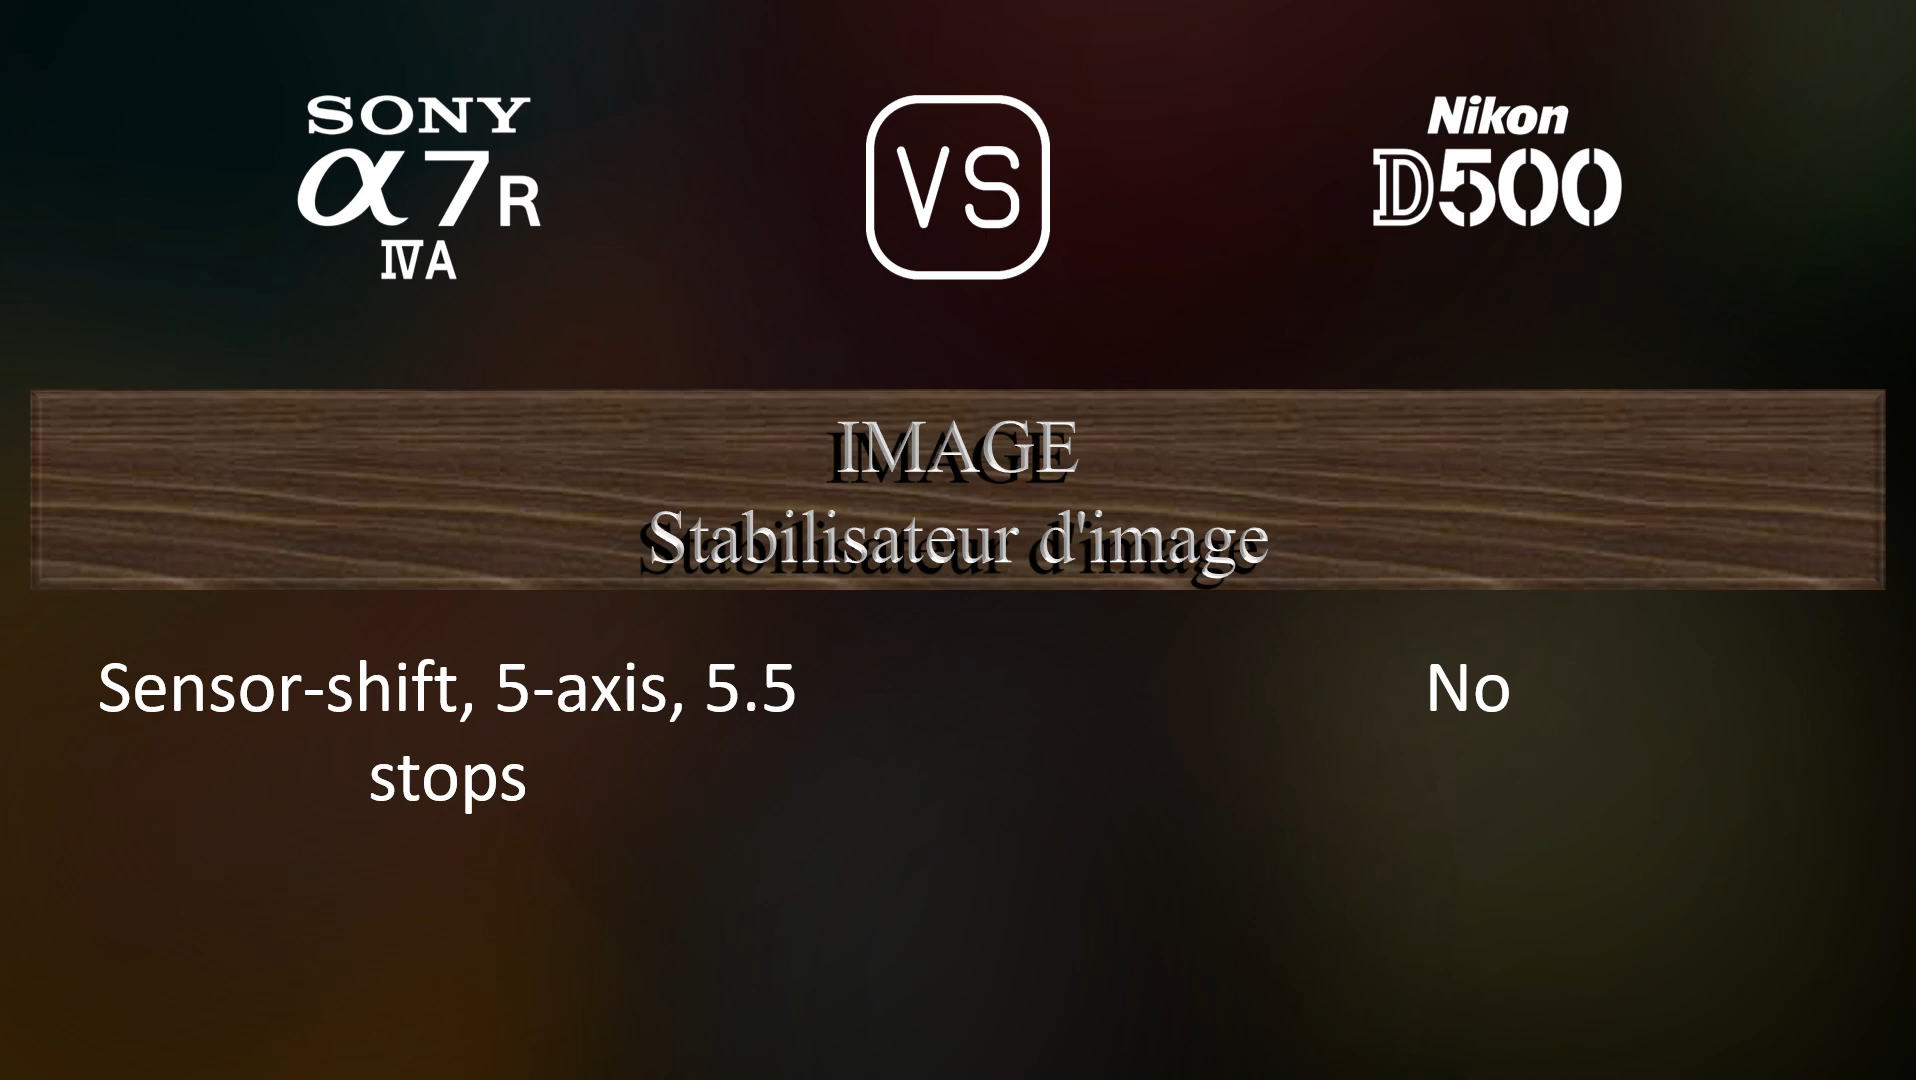 SONY
α7R
IVA
VS
Nikon
D500
IMAGE
Stabilisateur d'image
Sensor-shift, 5-axis, 5.5
stops
No